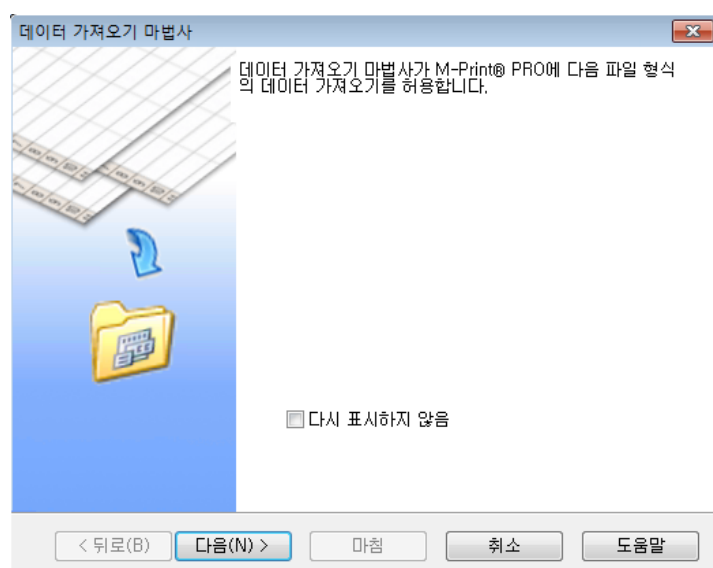 데이터 가져오기 마법사
데이터 가져오기 마법사가 M-Print® PRO에 다음 파일 형식
의 데이터 가져오기를 허용합니다.
다시 표시하지 않음
< 뒤로(B)
다음(N) >
마침
취소
도움말